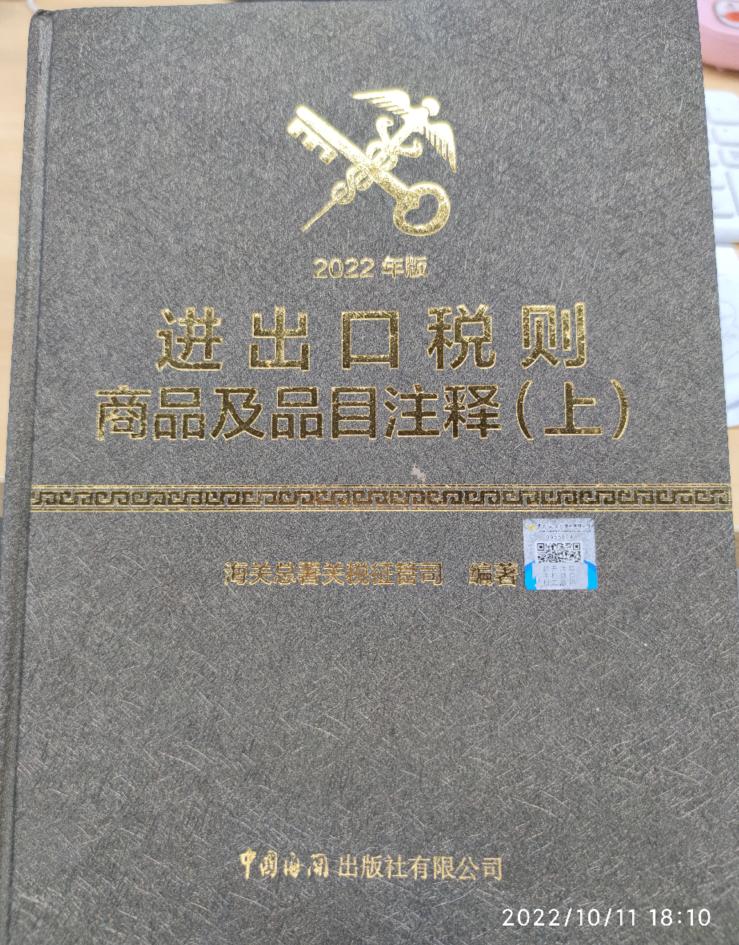 2022年版
进出口税则
商品及品目注释(上)
海关总署关税征管司 编著
中国海关出版社有限公司
2022/10/11 18:10